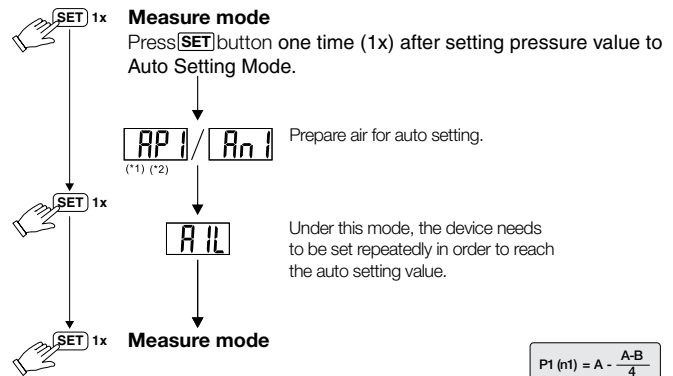 SET 1x Measure mode
Press SET button one time (1x) after setting pressure value to
Auto Setting Mode.
AP1 / An1 Prepare air for auto setting.
(*1) (*2)
SET 1x
A1L Under this mode, the device needs
to be set repeatedly in order to reach
the auto setting value.
SET 1x Measure mode
P1 (n1) = A - A-B
4